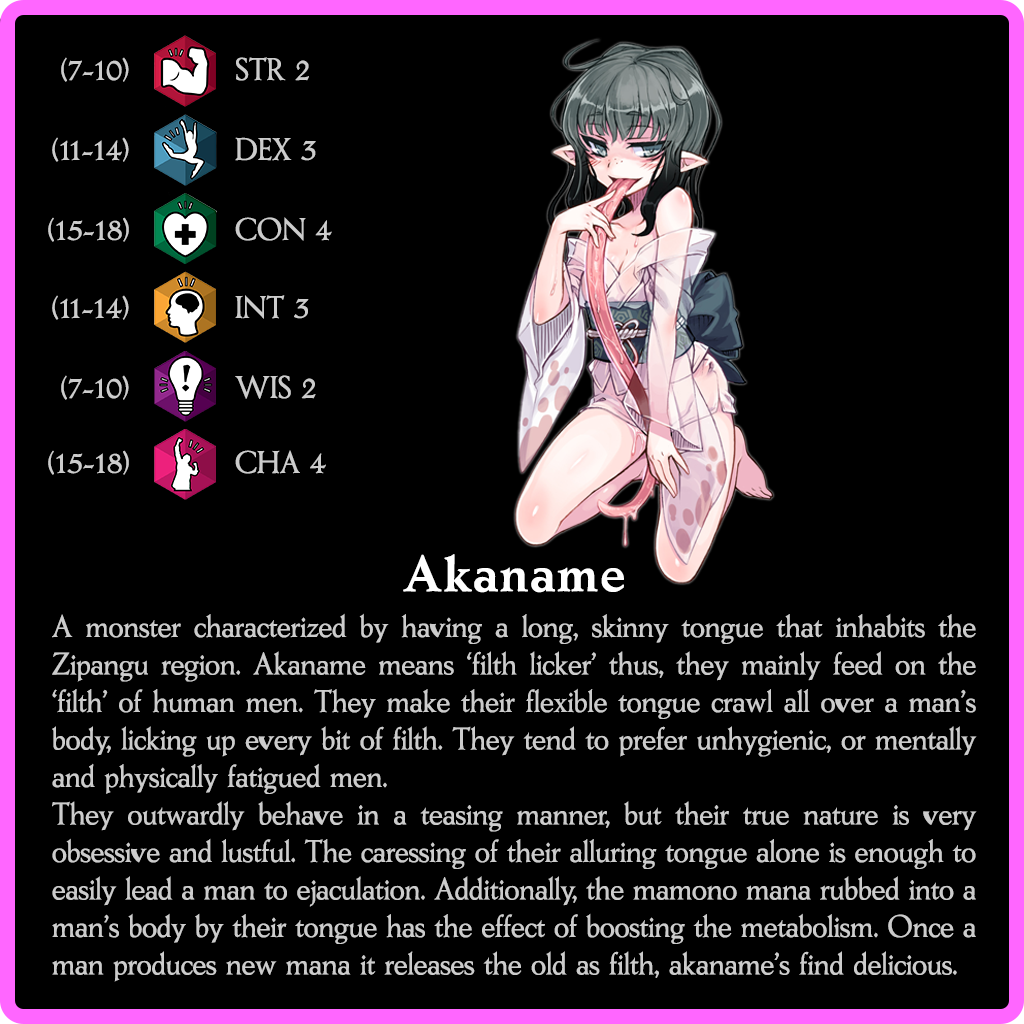 (7-10) STR 2
(11-14) DEX 3
(15-18) CON 4
(11-14) INT 3
(7-10) WIS 2
(15-18) CHA 4
Akaname
A monster characterized by having a long, skinny tongue that inhabits the
Zipangu region. Akaname means ‘filth licker’ thus, they mainly feed on the
‘filth’ of human men. They make their flexible tongue crawl all over a man’s
body, licking up every bit of filth. They tend to prefer unhygienic, or mentally
and physically fatigued men.
They outwardly behave in a teasing manner, but their true nature is very
obsessive and lustful. The caressing of their alluring tongue alone is enough to
easily lead a man to ejaculation. Additionally, the mamono mana rubbed into a
man’s body by their tongue has the effect of boosting the metabolism. Once a
man produces new mana it releases the old as filth, akaname’s find delicious.